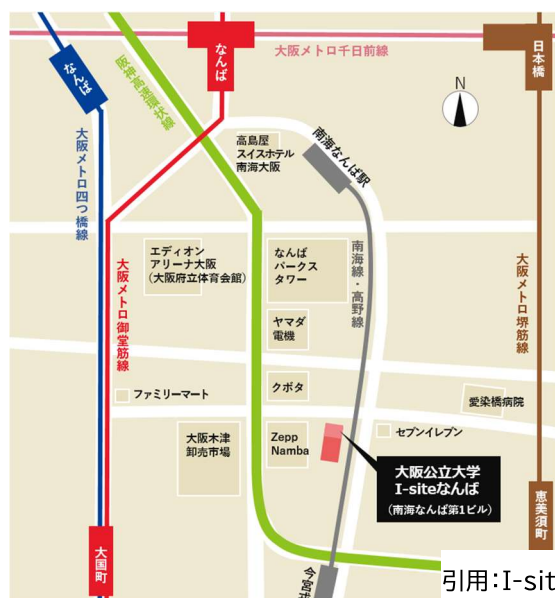 なんば
なんば
大阪メトロ千日前線
日本橋
阪神高速環状線
N
大阪メトロ四つ橋線
高島屋
スイスホテル
南海大阪
南海なんば駅
エディオン
アリーナ大阪
(大阪府立体育会館)
なんば
パークス
タワー
南海線・高野線
大阪メトロ堺筋線
大阪メトロ御堂筋線
ヤマダ
電機
クボタ
ファミリーマート
愛染橋病院
大阪木津
卸売市場
Zepp
Namba
セブンイレブン
大阪公立大学
I-siteなんば
(南海なんば第1ビル)
恵美須町
大国町
今宮戎
引用:I-sit